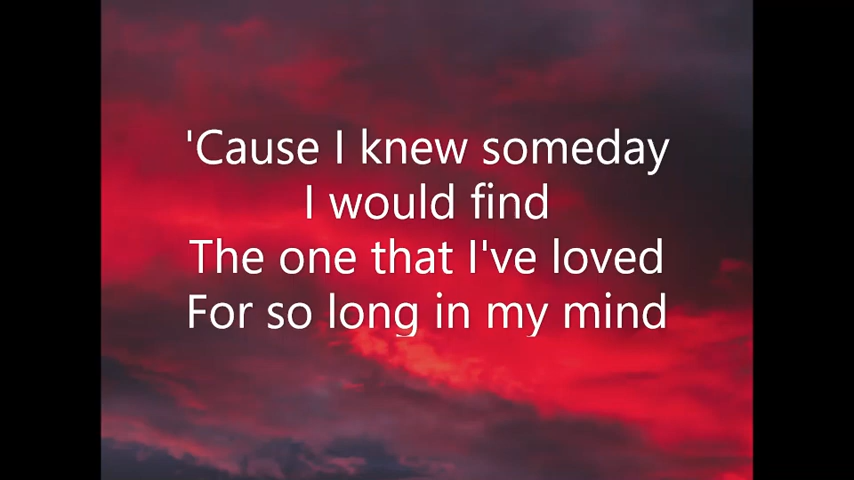 'Cause I knew someday
I would find
The one that I've loved
For so long in my mind